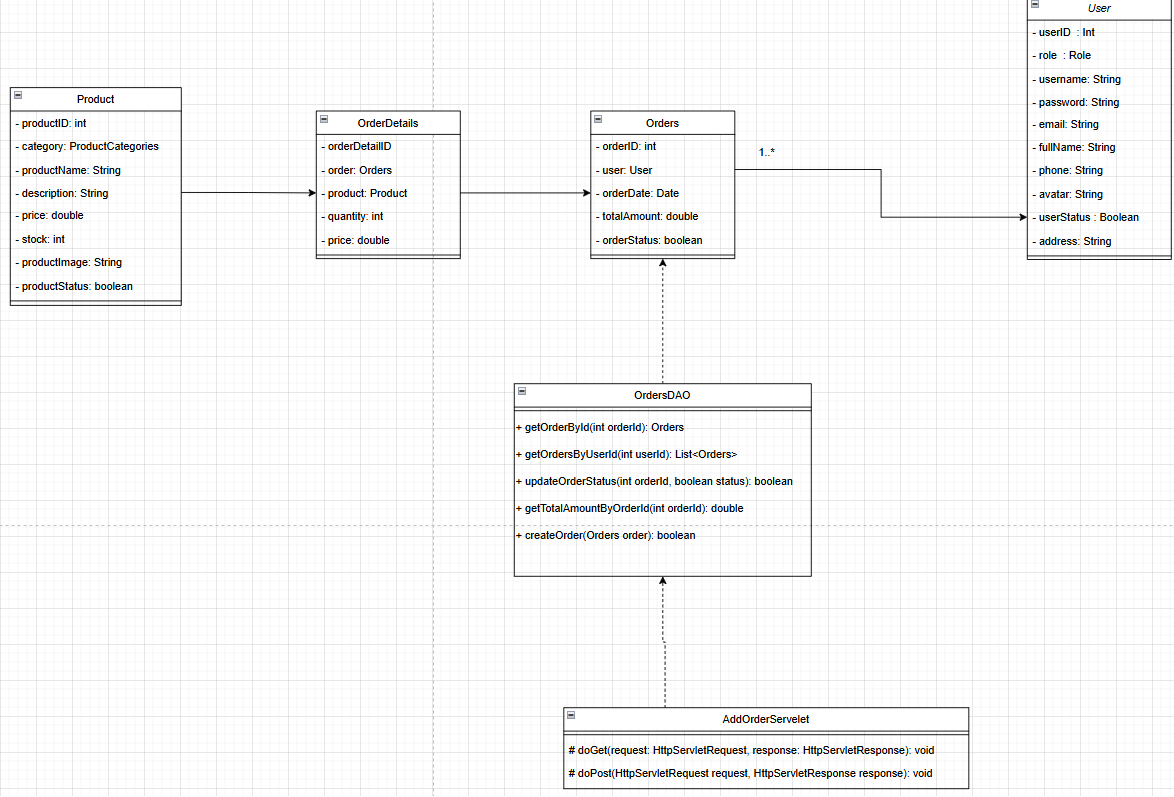 Product
- productID: int
- category: ProductCategories
- productName: String
- description: String
- price: double
- stock: int
- productImage: String
- productStatus: boolean
OrderDetails
- orderDetailID
- order: Orders
- product: Product
- quantity: int
- price: double
Orders
- orderID: int
- user: User
- orderDate: Date
- totalAmount: double
- orderStatus: boolean
1..*
User
- userID : Int
- role : Role
- username: String
- password: String
- email: String
- fullName: String
- phone: String
- avatar: String
- userStatus : Boolean
- address: String
OrdersDAO
+ getOrderById(int orderId): Orders
+ getOrdersByUserId(int userId): List<Orders>
+ updateOrderStatus(int orderId, boolean status): boolean
+ getTotalAmountByOrderId(int orderId): double
+ createOrder(Orders order): boolean
AddOrderServelet
# doGet(request: HttpServletRequest, response: HttpServletResponse): void
# doPost(HttpServletRequest request, HttpServletResponse response): void